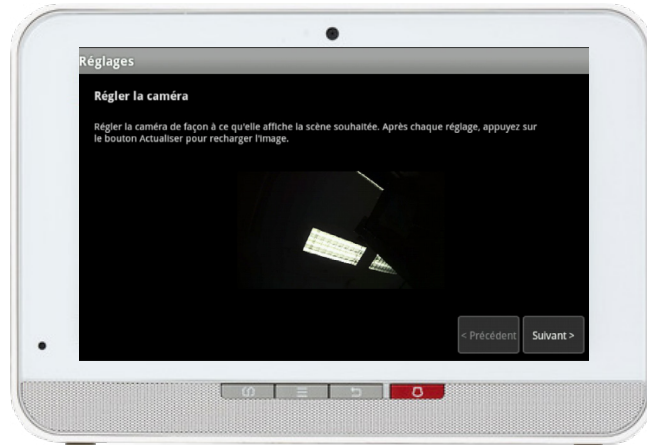 Réglages
Régler la caméra
Régler la caméra de façon à ce qu'elle affiche la scène souhaitée. Après chaque réglage, appuyez sur
le bouton Actualiser pour recharger l'Image.
< Précédent
Suivant >